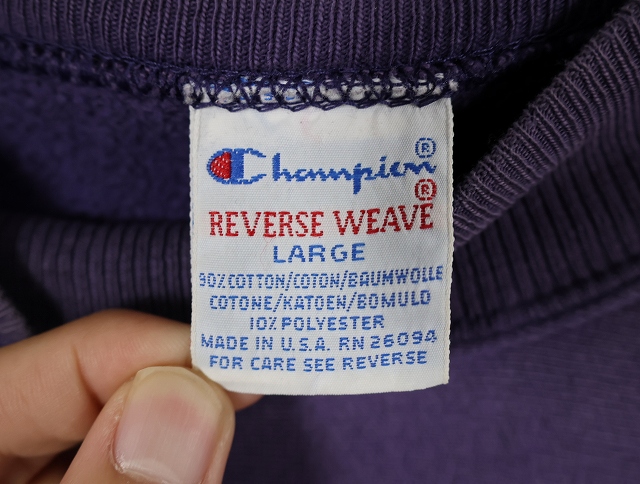 Champion®
REVERSE WEAVE®
LARGE
90% COTTON/COTON/BAUMWOLLE
COTONE/KATOEN/BOMULD
10% POLYESTER
MADE IN U.S.A. RN 26094
FOR CARE SEE REVERSE